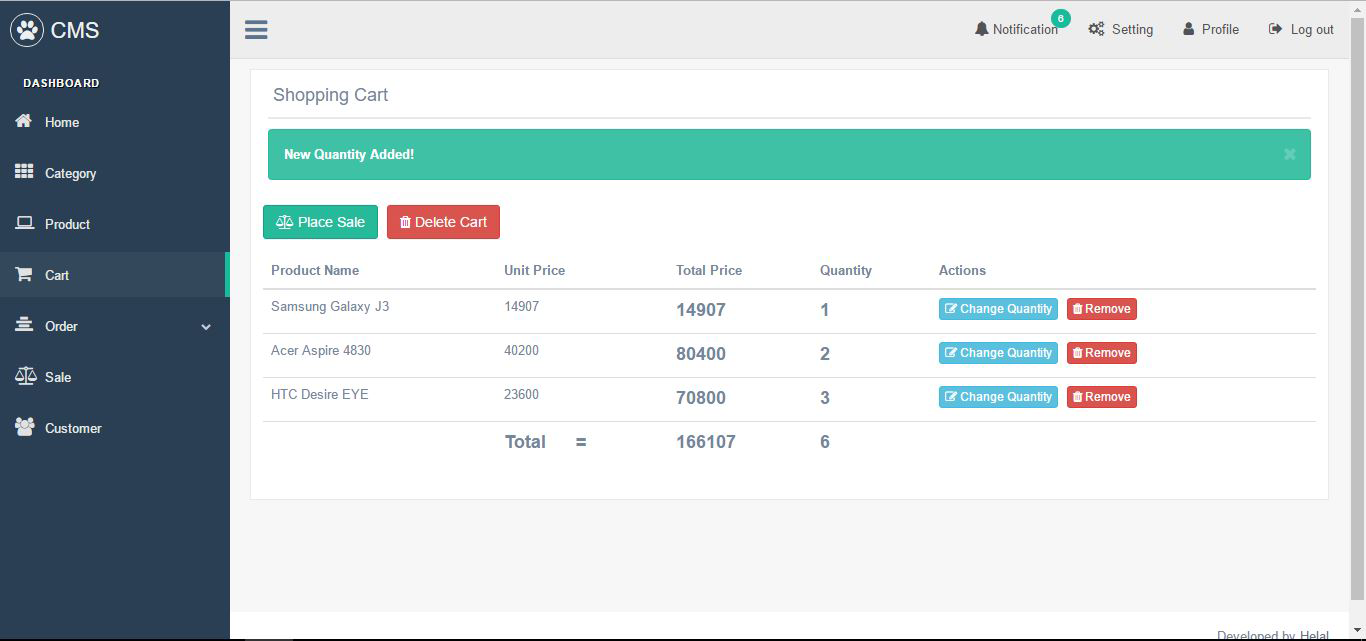 CMS
6
Notification Setting Profile Log out
DASHBOARD
Home
Category
Product
Cart
Order
Sale
Customer
Shopping Cart
New Quantity Added! ×
Place Sale Delete Cart
Product Name Unit Price Total Price Quantity Actions
Samsung Galaxy J3 14907 14907 1 Change Quantity Remove
Acer Aspire 4830 40200 80400 2 Change Quantity Remove
HTC Desire EYE 23600 70800 3 Change Quantity Remove
Total = 166107 6
Developed by Helal